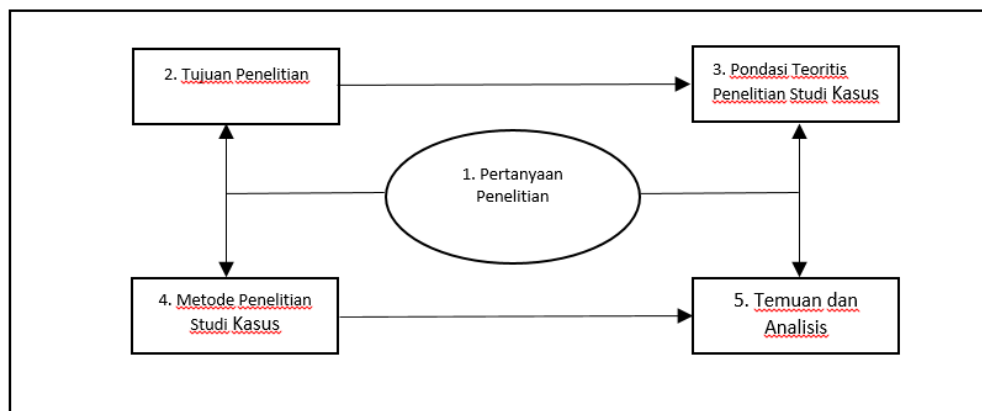 2. Tujuan Penelitian
3. Pondasi Teoritis
Penelitian Studi Kasus
1. Pertanyaan
Penelitian
4. Metode Penelitian
Studi Kasus
5. Temuan dan
Analisis